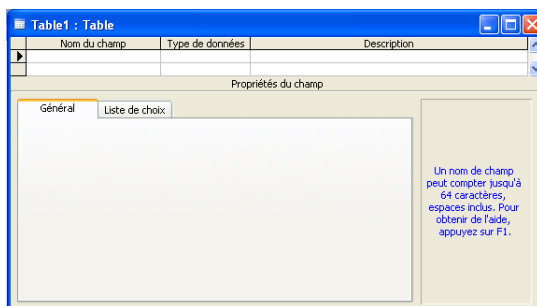 Table1 : Table
Nom du champ Type de données Description
Propriétés du champ
Général Liste de choix
Un nom de champ
peut compter jusqu'à
64 caractères,
espaces inclus. Pour
obtenir de l'aide,
appuyez sur F1.